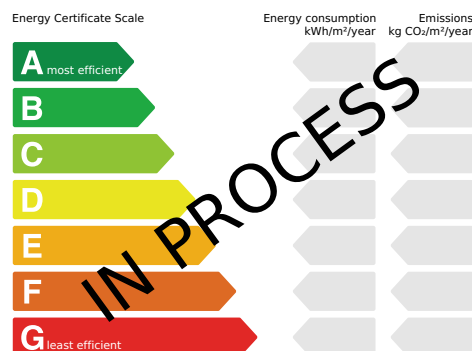 Energy Certificate Scale
Energy consumption
kWh/m²/year
Emissions
kg CO₂/m²/year
A most efficient
B
C
D
E
F
G least efficient
IN PROCESS